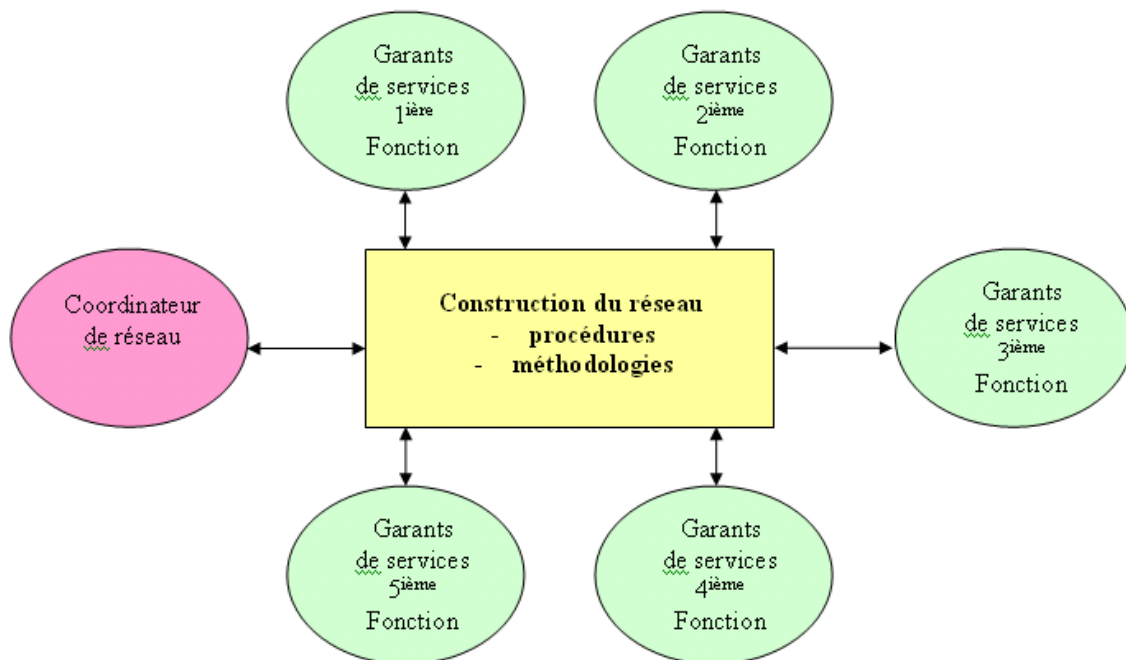 Garants
de services
1ière
Fonction
Garants
de services
2ième
Fonction
Coordinateur
de réseau
Construction du réseau
- procédures
- méthodologies
Garants
de services
3ième
Fonction
Garants
de services
5ième
Fonction
Garants
de services
4ième
Fonction